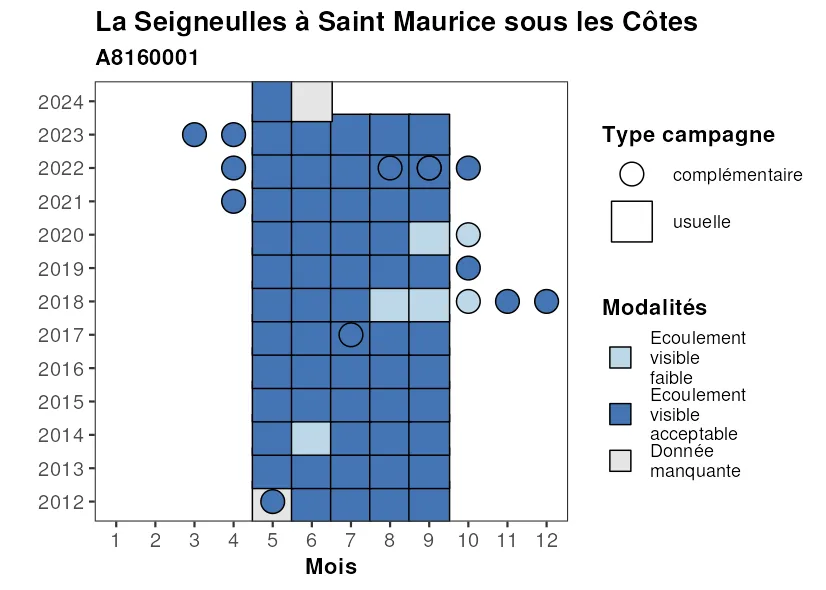 La Seigneulles à Saint Maurice sous les Côtes
A8160001
2024
2023
2022
2021
2020
2019
2018
2017
2016
2015
2014
2013
2012
1 2 3 4 5 6 7 8 9 10 11 12
Mois
Type campagne
complémentaire
usuelle
Modalités
Ecoulement
visible
faible
Ecoulement
visible
acceptable
Donnée
manquante